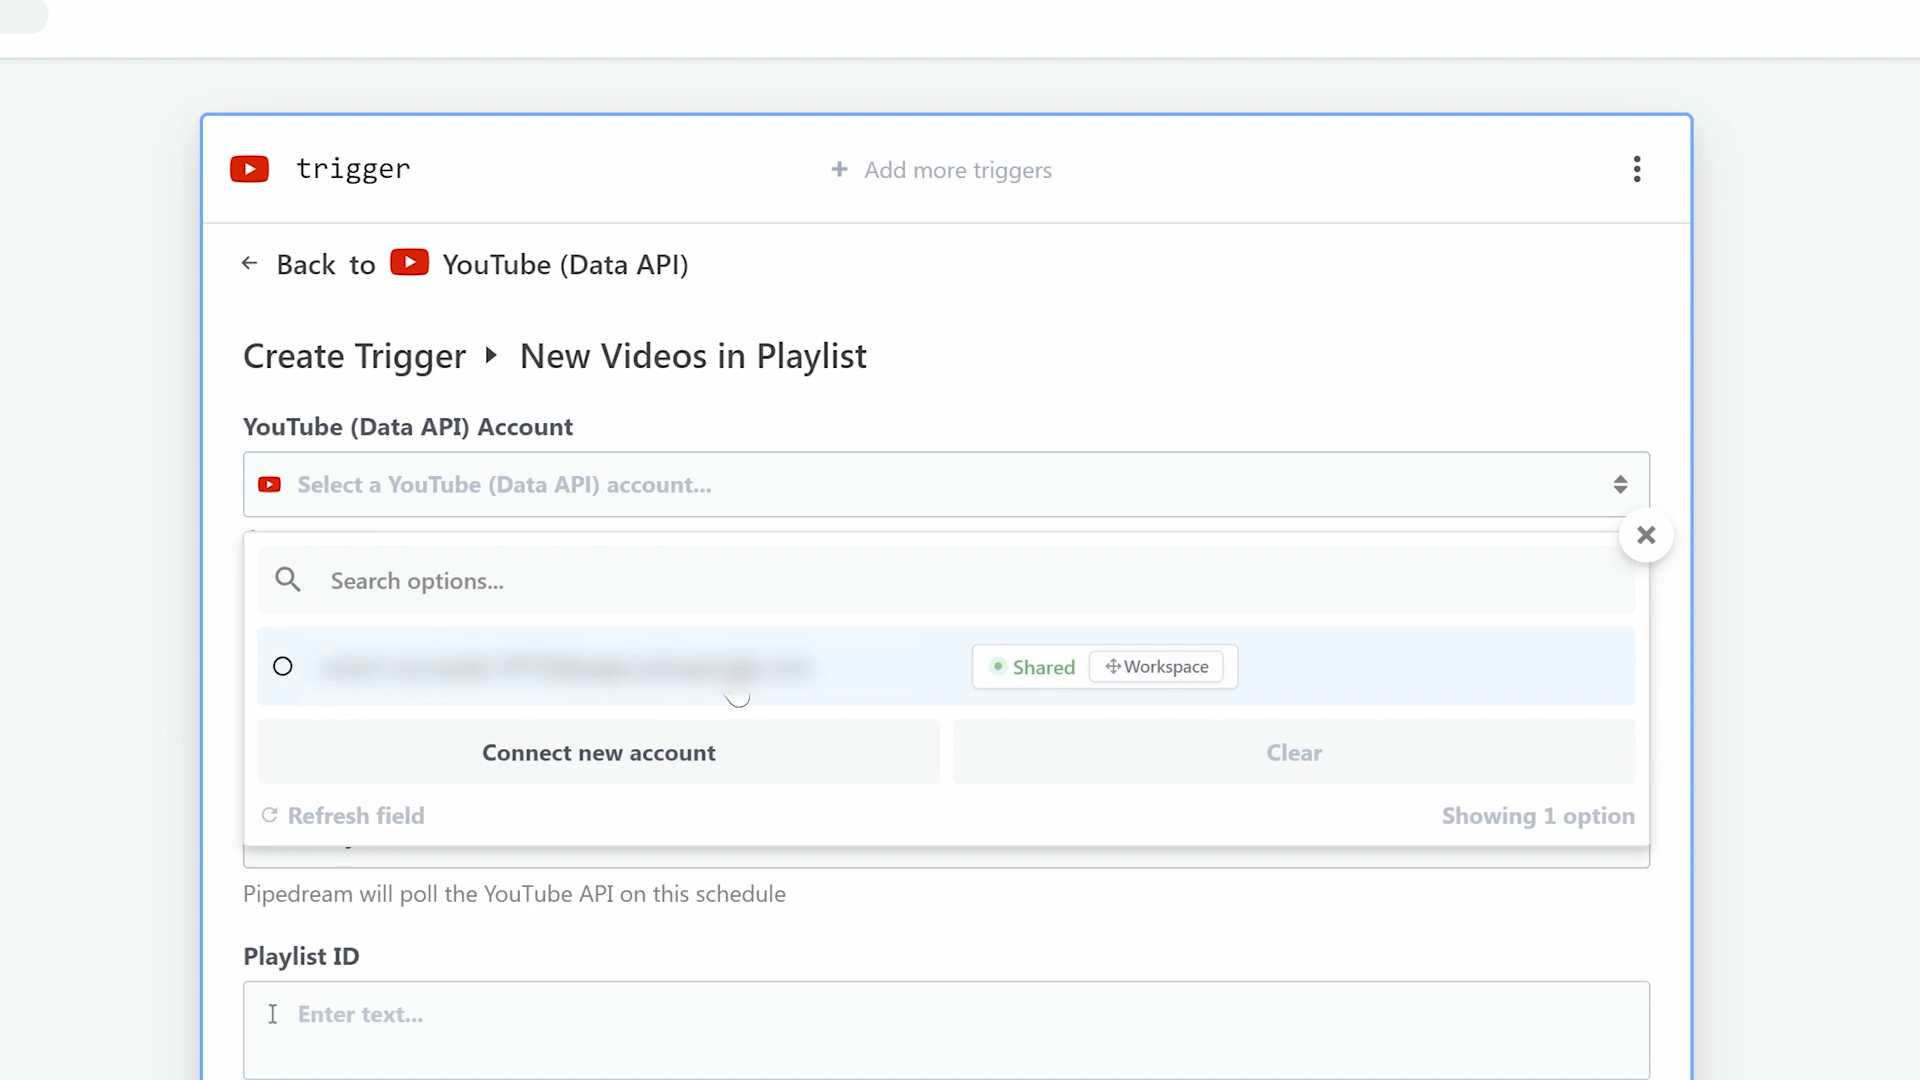 trigger
+ Add more triggers
← Back to YouTube (Data API)
Create Trigger ▸ New Videos in Playlist
YouTube (Data API) Account
Select a YouTube (Data API) account...
Search options...
Shared Workspace
Connect new account
Clear
Refresh field
Showing 1 option
Pipedream will poll the YouTube API on this schedule
Playlist ID
Enter text...